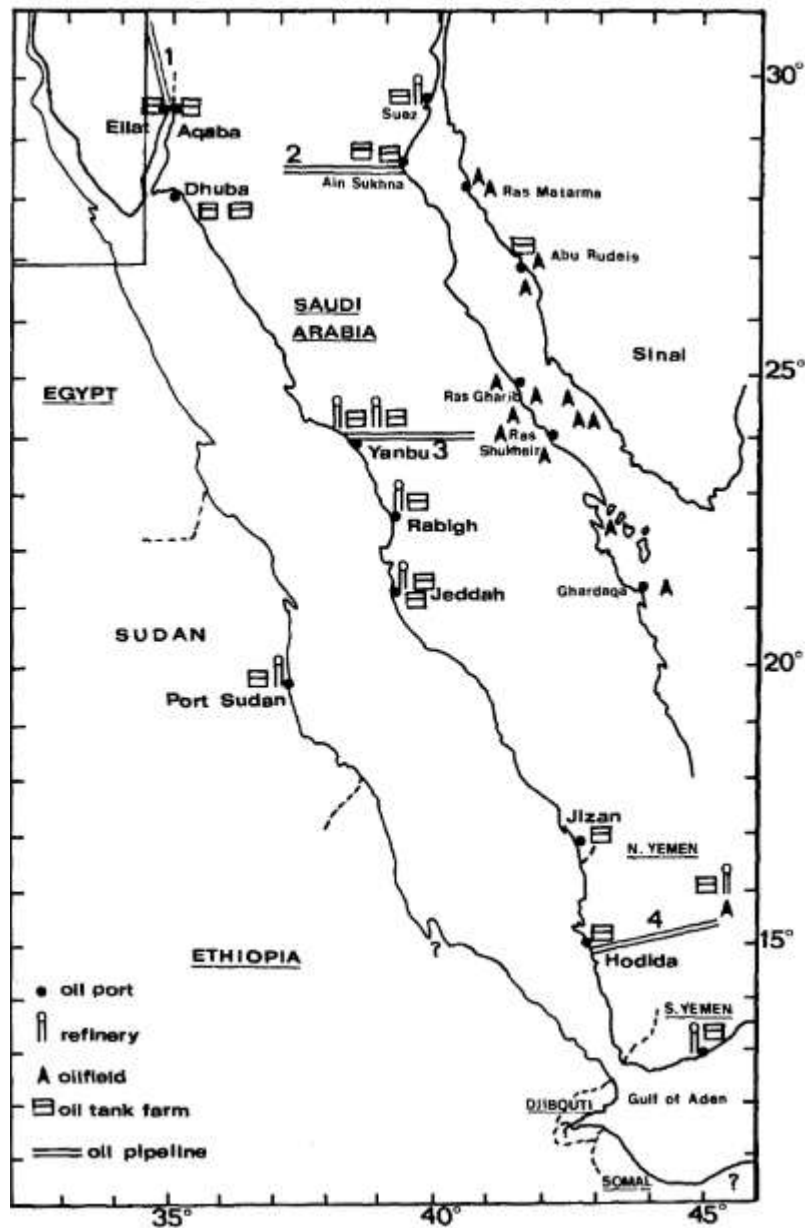 30°
1
Eilat
Aqaba
Suez
2
Ain Sukhna
Dhuba
Ras Matarma
Abu Rudeis
SAUDI
ARABIA
Sinai
25°
EGYPT
Ras Gharib
Yanbu 3
Ras
Shukheir
Rabigh
Ghardaqa
Jeddah
SUDAN
20°
Port Sudan
Jizan
N. YEMEN
4
15°
Hodida
ETHIOPIA
?
S. YEMEN
oil port
refinery
oilfield
oil tank farm
oil pipeline
DJIBOUTI
Gulf of Aden
SOMAL
?
35°
40°
45°